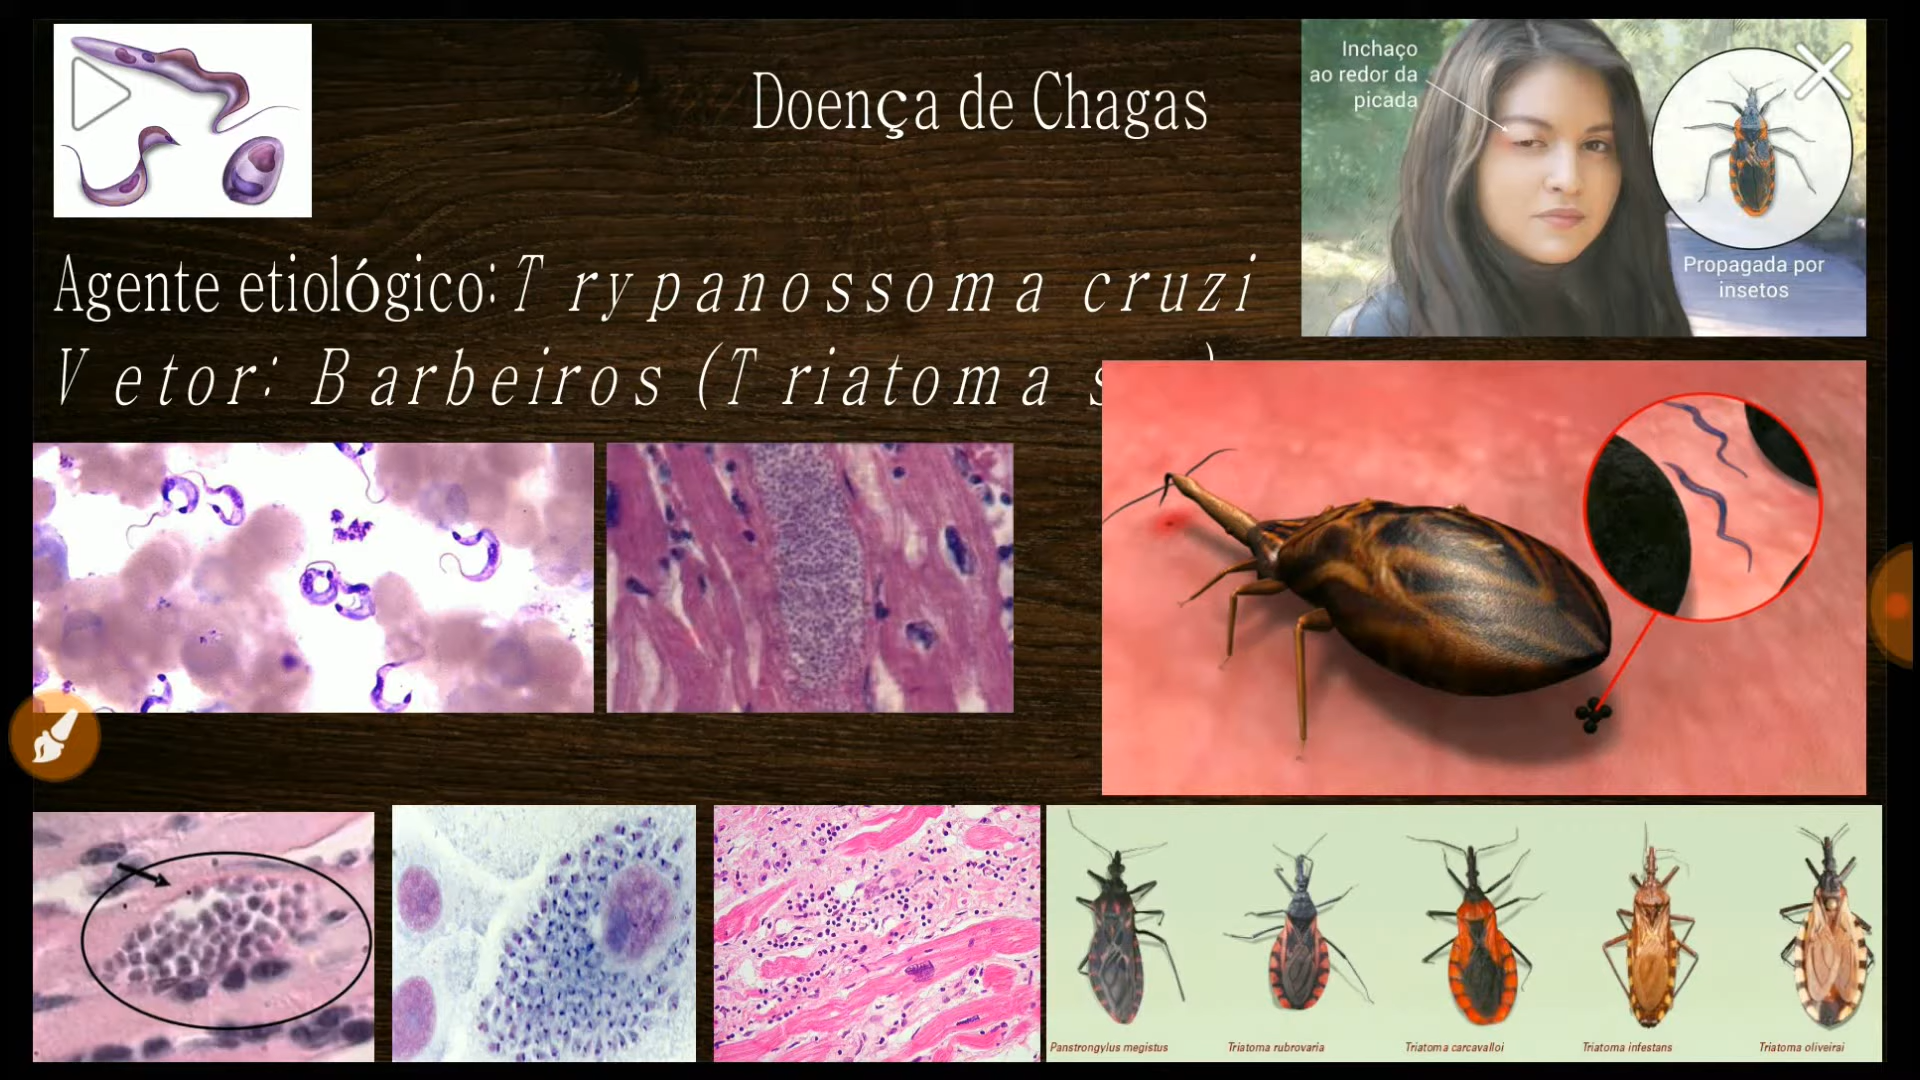 Doença de Chagas
Inchaço
ao redor da
picada
Propagada por
insetos
Agente etiológico: Trypanossoma cruzi
Vetor: Barbeiros (Triatoma
Panstrongylus megistus
Triatoma rubrovaria
Triatoma carcavalloi
Triatoma infestans
Triatoma oliveirai